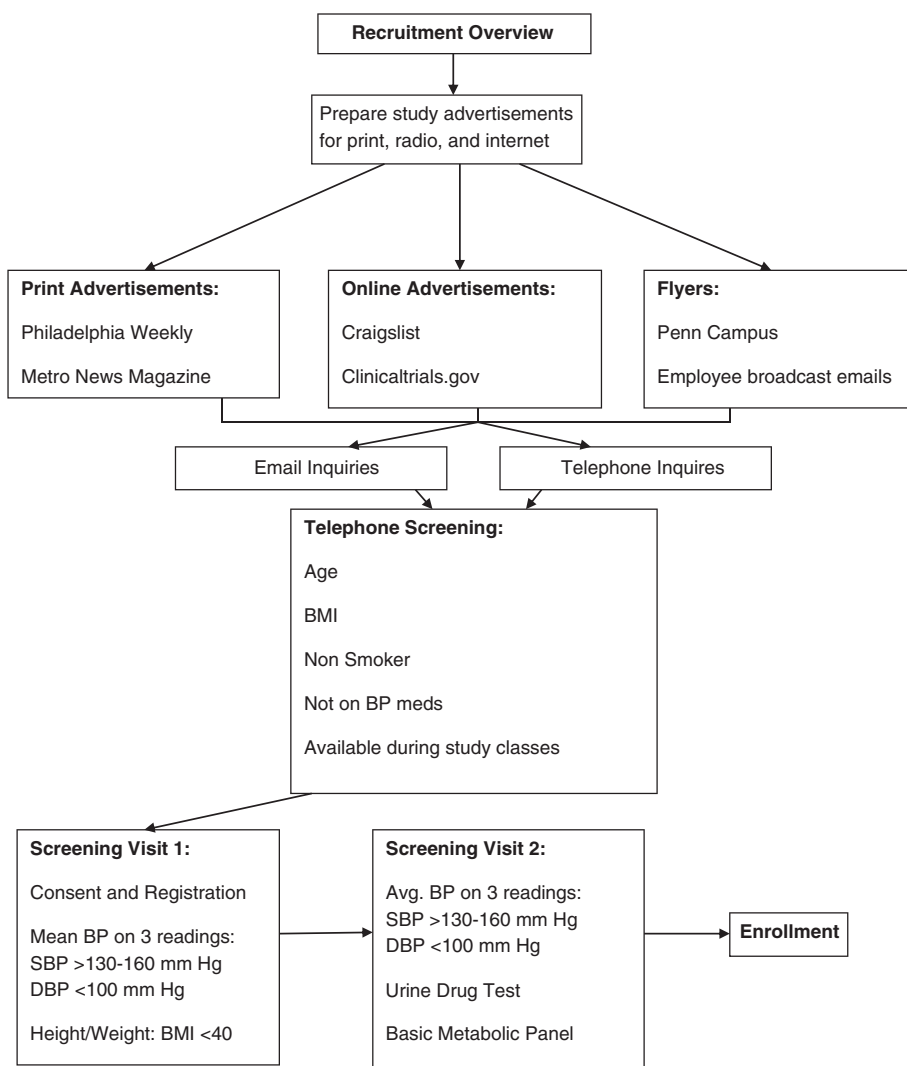 Recruitment Overview
Prepare study advertisements
for print, radio, and internet
Print Advertisements:
Philadelphia Weekly
Metro News Magazine
Online Advertisements:
Craigslist
Clinicaltrials.gov
Flyers:
Penn Campus
Employee broadcast emails
Email Inquiries
Telephone Inquires
Telephone Screening:
Age
BMI
Non Smoker
Not on BP meds
Available during study classes
Screening Visit 1:
Consent and Registration
Mean BP on 3 readings:
SBP >130-160 mm Hg
DBP <100 mm Hg
Height/Weight: BMI <40
Screening Visit 2:
Avg. BP on 3 readings:
SBP >130-160 mm Hg
DBP <100 mm Hg
Urine Drug Test
Basic Metabolic Panel
Enrollment